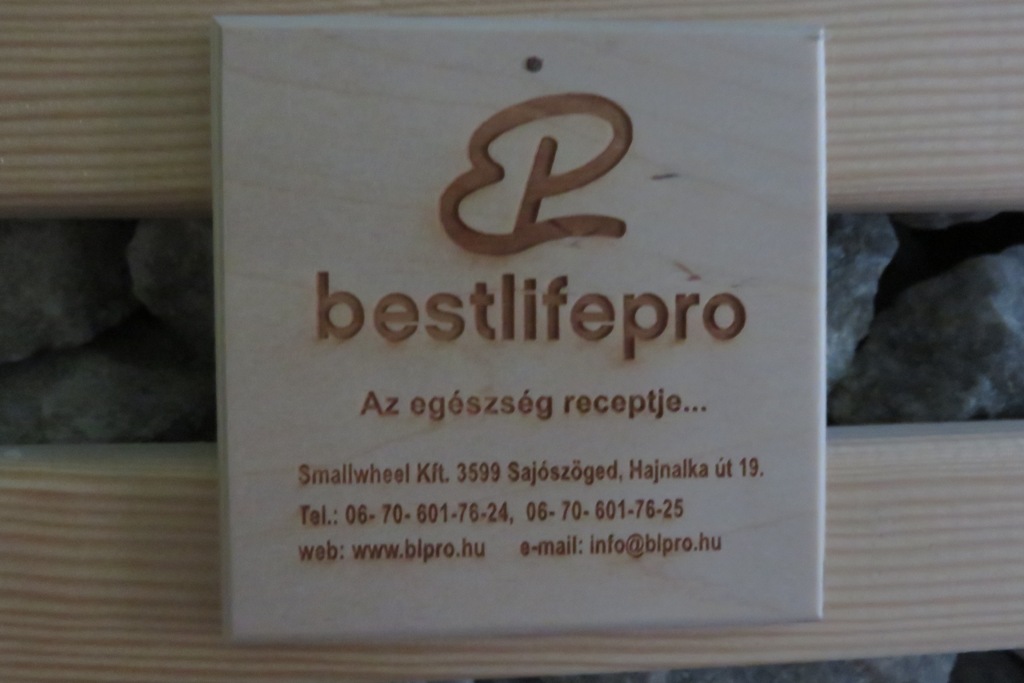 bestlifepro
Az egészség receptje...
Smallwheel Kft. 3599 Sajószöged, Hajnalka út 19.
Tel.: 06- 70- 601-76-24, 06- 70- 601-76-25
web: www.blpro.hu e-mail: info@blpro.hu